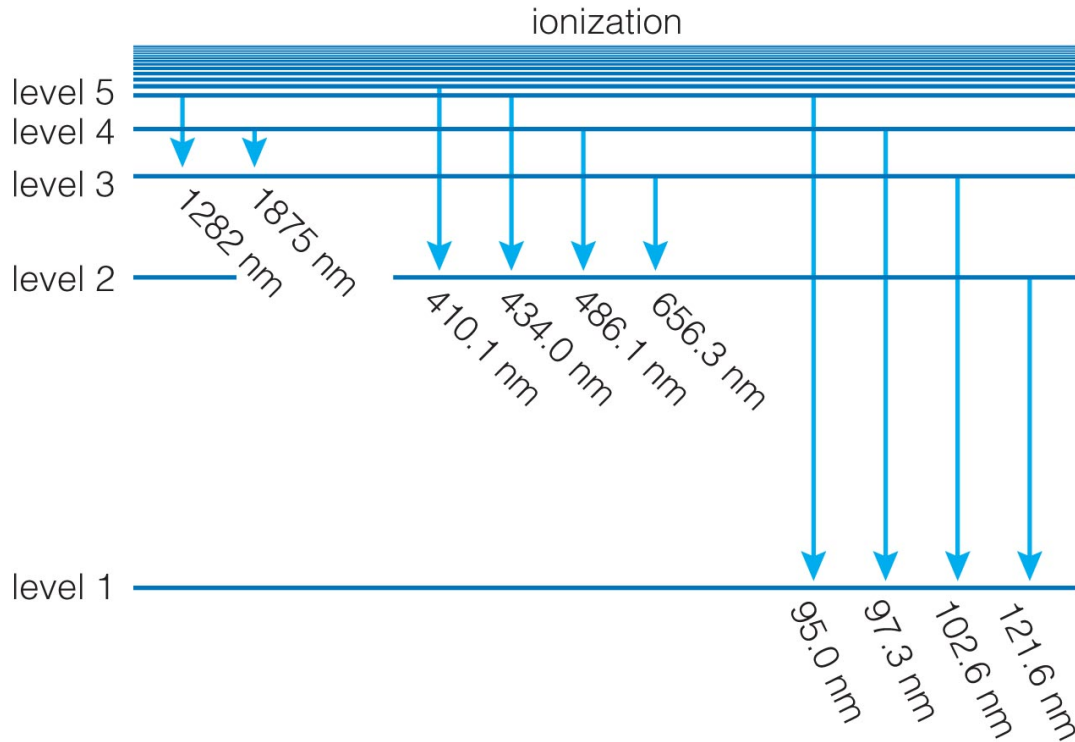 ionization
level 5
level 4
level 3
1282 nm
1875 nm
level 2
410.1 nm
434.0 nm
486.1 nm
656.3 nm
level 1
95.0 nm
97.3 nm
102.6 nm
121.6 nm